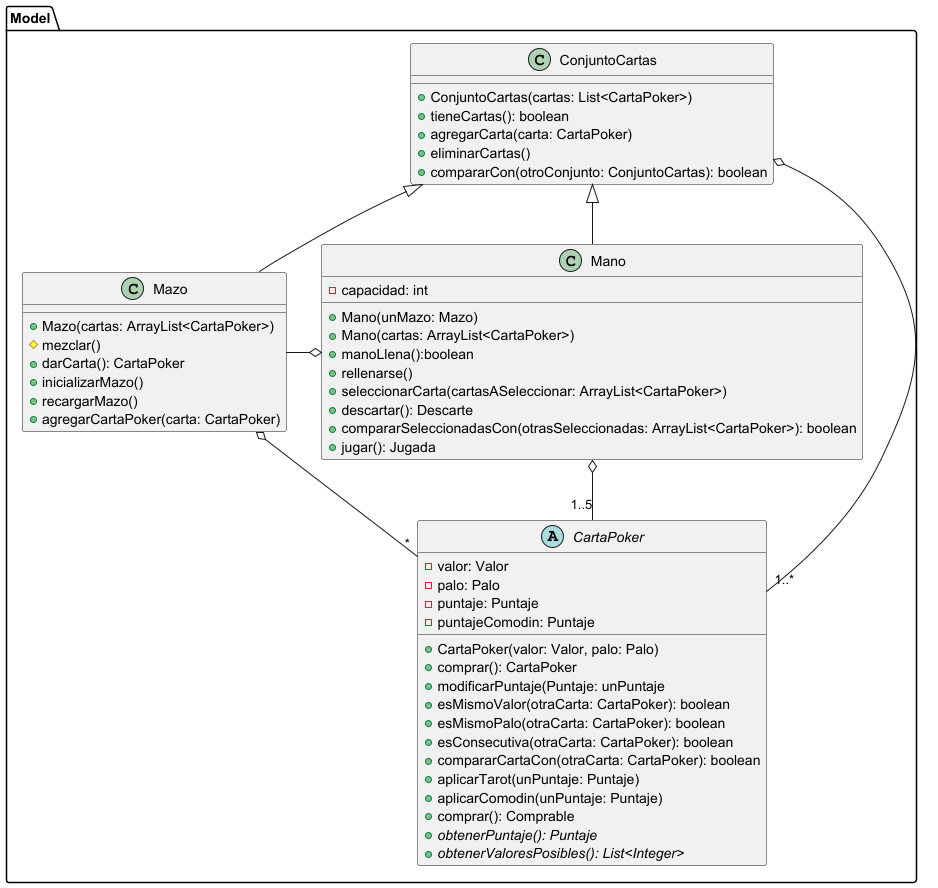 Model
C ConjuntoCartas
ConjuntoCartas(cartas: List<CartaPoker>)
tieneCartas(): boolean
agregarCarta(carta: CartaPoker)
eliminarCartas()
compararCon(otroConjunto: ConjuntoCartas): boolean
C Mazo
Mazo(cartas: ArrayList<CartaPoker>)
mezclar()
darCarta(): CartaPoker
inicializarMazo()
recargarMazo()
agregarCartaPoker(carta: CartaPoker)
C Mano
capacidad: int
Mano(unMazo: Mazo)
Mano(cartas: ArrayList<CartaPoker>)
manoLlena():boolean
rellenarse()
seleccionarCarta(cartasASeleccionar: ArrayList<CartaPoker>)
descartar(): Descarte
compararSeleccionadasCon(otrasSeleccionadas: ArrayList<CartaPoker>): boolean
jugar(): Jugada
1..5
*
1..*
A CartaPoker
valor: Valor
palo: Palo
puntaje: Puntaje
puntajeComodin: Puntaje
CartaPoker(valor: Valor, palo: Palo)
comprar(): CartaPoker
modificarPuntaje(Puntaje: unPuntaje
esMismoValor(otraCarta: CartaPoker): boolean
esMismoPalo(otraCarta: CartaPoker): boolean
esConsecutiva(otraCarta: CartaPoker): boolean
compararCartaCon(otraCarta: CartaPoker): boolean
aplicarTarot(unPuntaje: Puntaje)
aplicarComodin(unPuntaje: Puntaje)
comprar(): Comprable
obtenerPuntaje(): Puntaje
obtenerValoresPosibles(): List<Integer>